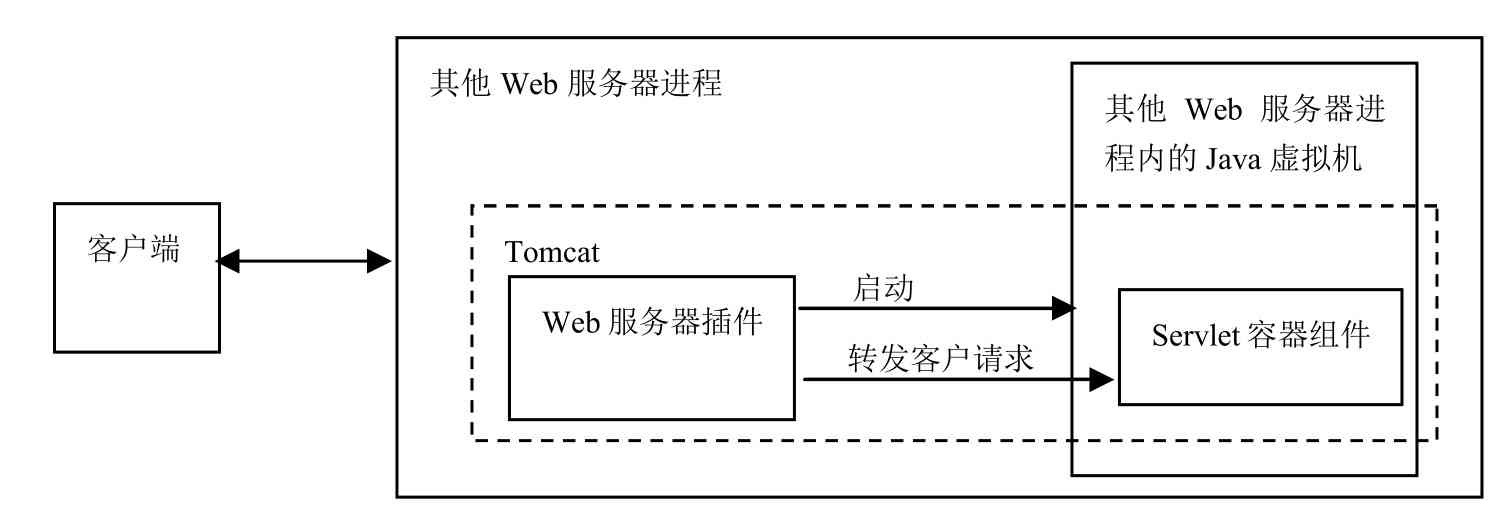 其他 Web 服务器进程
其他 Web 服务器进
程内的 Java 虚拟机
客户端
Tomcat
启动
Web 服务器插件
Servlet 容器组件
转发客户请求